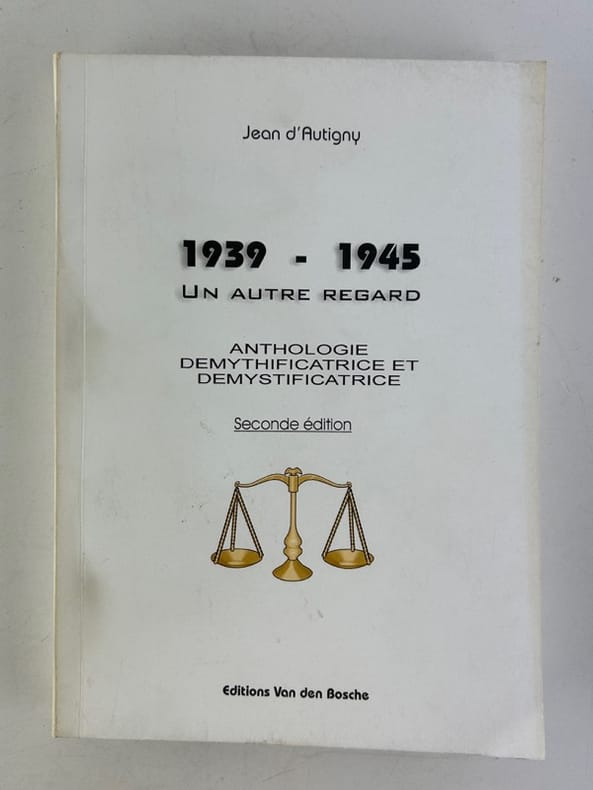 Jean d'Autigny
1939 - 1945
UN AUTRE REGARD
ANTHOLOGIE
DEMYTHIFICATRICE ET
DEMYSTIFICATRICE
Seconde édition
Editions Van den Bosche